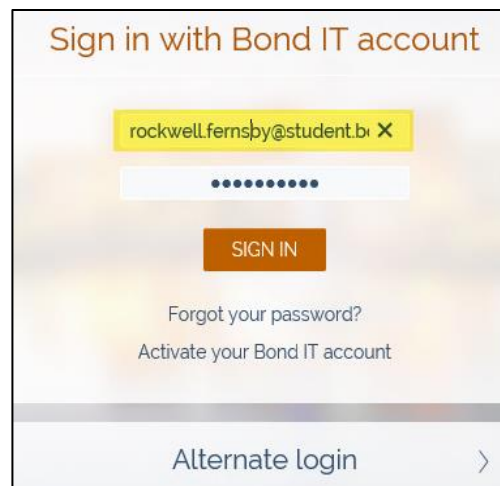 Sign in with Bond IT account
rockwell.fernsby@student.b
••••••••••
SIGN IN
Forgot your password?
Activate your Bond IT account
Alternate login